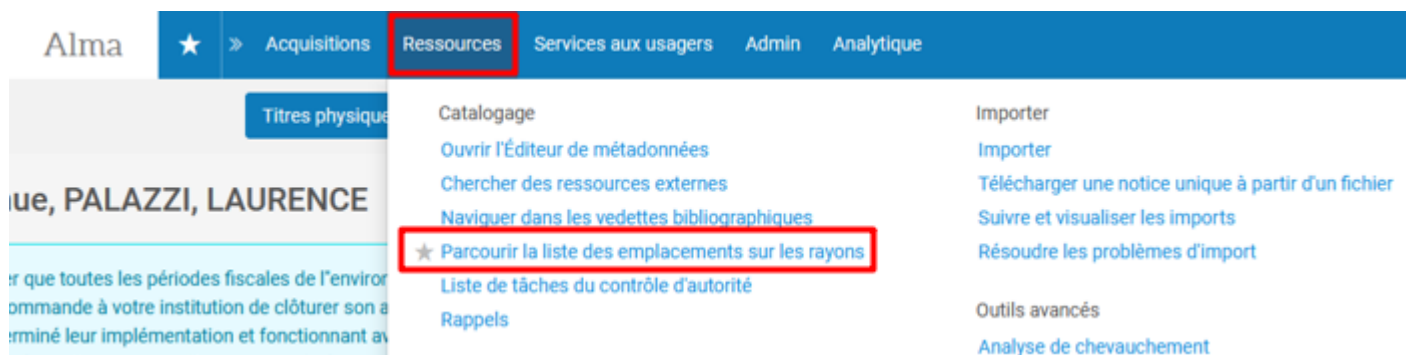 Alma ★ » Acquisitions Ressources Services aux usagers Admin Analytique
Titres physique
ue, PALAZZI, LAURENCE
er que toutes les périodes fiscales de l"environ
ommande à votre institution de clôturer son a
erminé leur implémentation et fonctionnant av
Catalogage
Ouvrir l'Éditeur de métadonnées
Chercher des ressources externes
Naviguer dans les vedettes bibliographiques
★ Parcourir la liste des emplacements sur les rayons
Liste de tâches du contrôle d'autorité
Rappels
Importer
Importer
Télécharger une notice unique à partir d'un fichier
Suivre et visualiser les imports
Résoudre les problèmes d'import
Outils avancés
Analyse de chevauchement